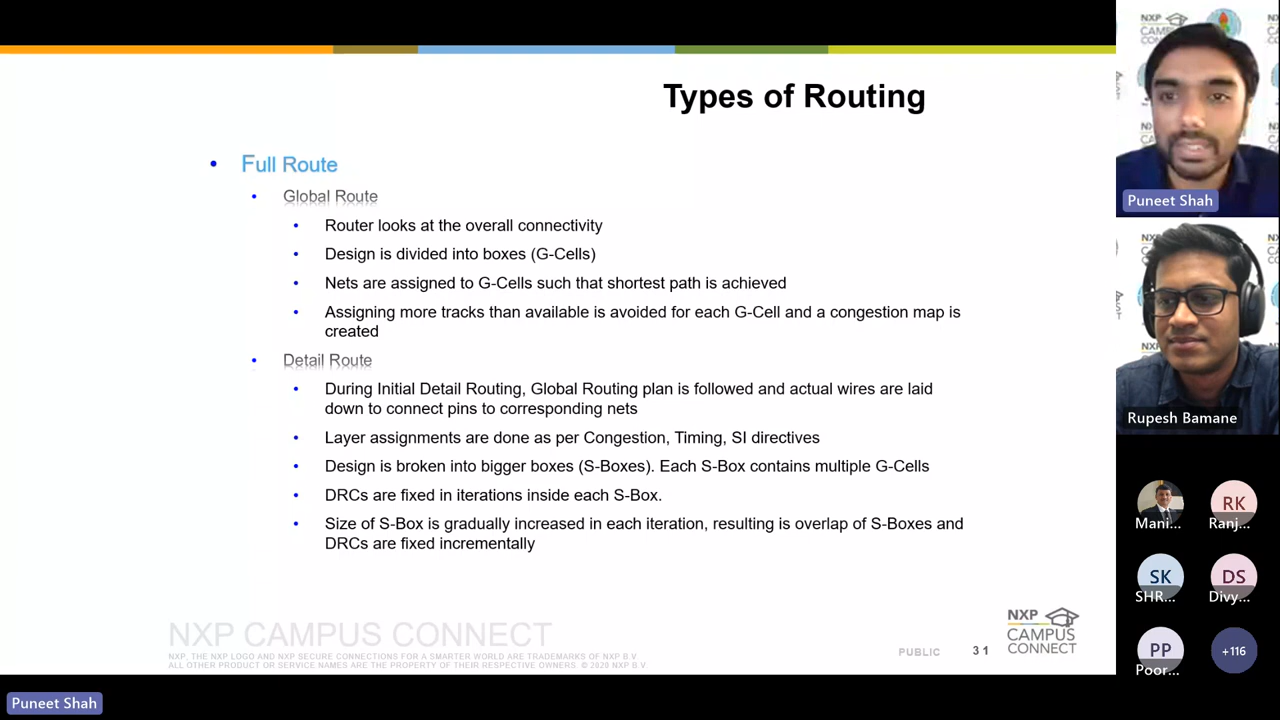 Types of Routing
Full Route
Global Route
Router looks at the overall connectivity
Design is divided into boxes (G-Cells)
Nets are assigned to G-Cells such that shortest path is achieved
Assigning more tracks than available is avoided for each G-Cell and a congestion map is
created
Detail Route
During Initial Detail Routing, Global Routing plan is followed and actual wires are laid
down to connect pins to corresponding nets
Layer assignments are done as per Congestion, Timing, SI directives
Design is broken into bigger boxes (S-Boxes). Each S-Box contains multiple G-Cells
DRCs are fixed in iterations inside each S-Box.
Size of S-Box is gradually increased in each iteration, resulting is overlap of S-Boxes and
DRCs are fixed incrementally
NXP CAMPUS CONNECT
NXP, THE NXP LOGO AND NXP SECURE CONNECTIONS FOR A SMARTER WORLD ARE TRADEMARKS OF NXP B.V.
ALL OTHER PRODUCT OR SERVICE NAMES ARE THE PROPERTY OF THEIR RESPECTIVE OWNERS. © 2020 NXP B.V.
PUBLIC
31
NXP
CAMPUS
CONNECT
Puneet Shah
Puneet Shah
Rupesh Bamane
Mani...
RK
Ranj...
SK
SHR...
DS
Divy...
PP
Poor...
+116